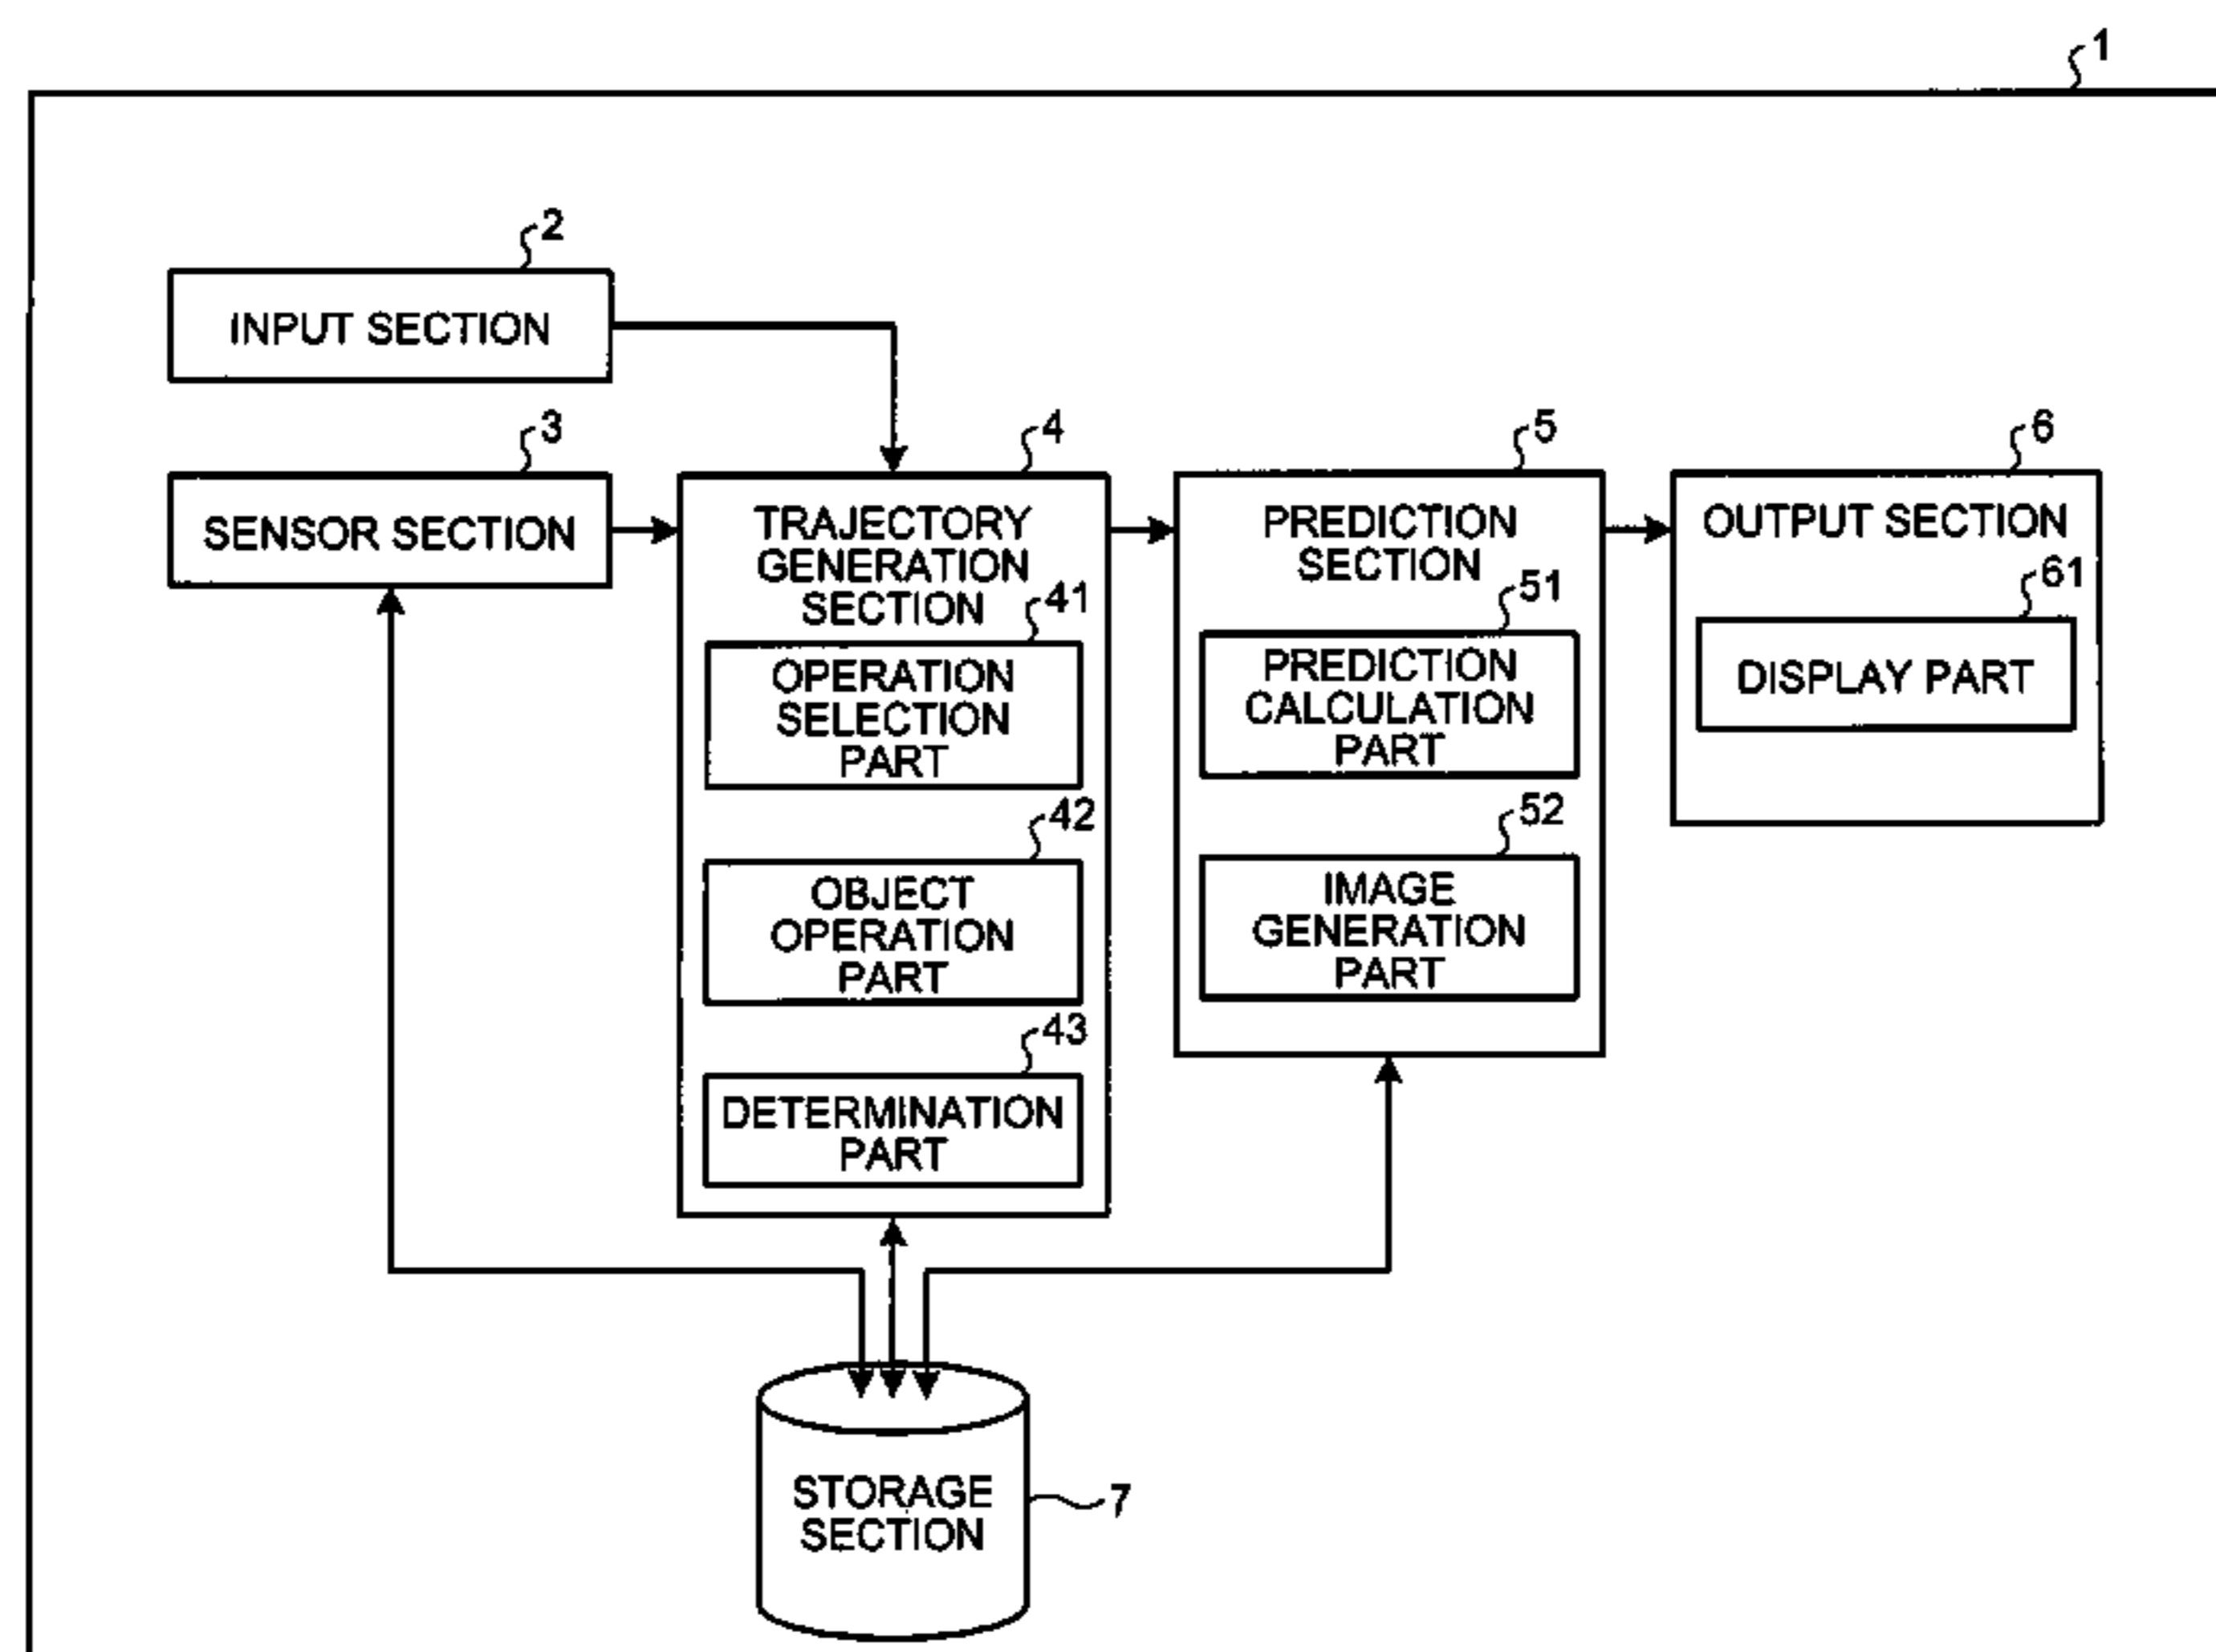 1
2
INPUT SECTION
3
SENSOR SECTION
4
TRAJECTORY
GENERATION
SECTION
41
OPERATION
SELECTION
PART
42
OBJECT
OPERATION
PART
43
DETERMINATION
PART
5
PREDICTION
SECTION
51
PREDICTION
CALCULATION
PART
52
IMAGE
GENERATION
PART
6
OUTPUT SECTION
61
DISPLAY PART
STORAGE
SECTION
7